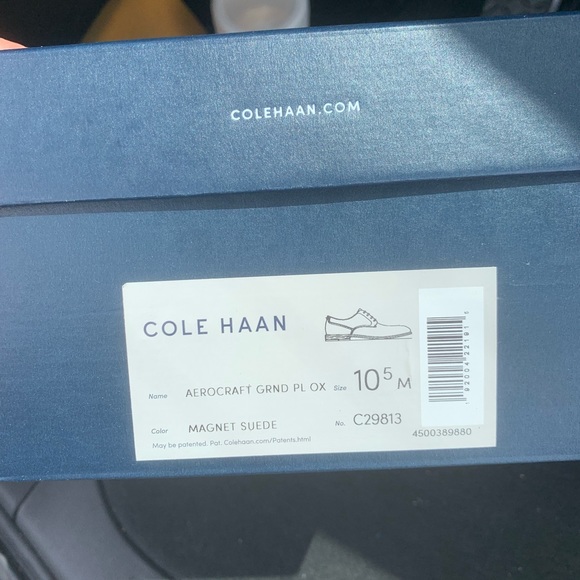 COLEHAAN.COM
COLE HAAN
Name AEROCRAFT GRND PL OX Size 10⁵ M
Color MAGNET SUEDE No. C29813
May be patented. Pat. Colehaan.com/Patents.html
4500389880